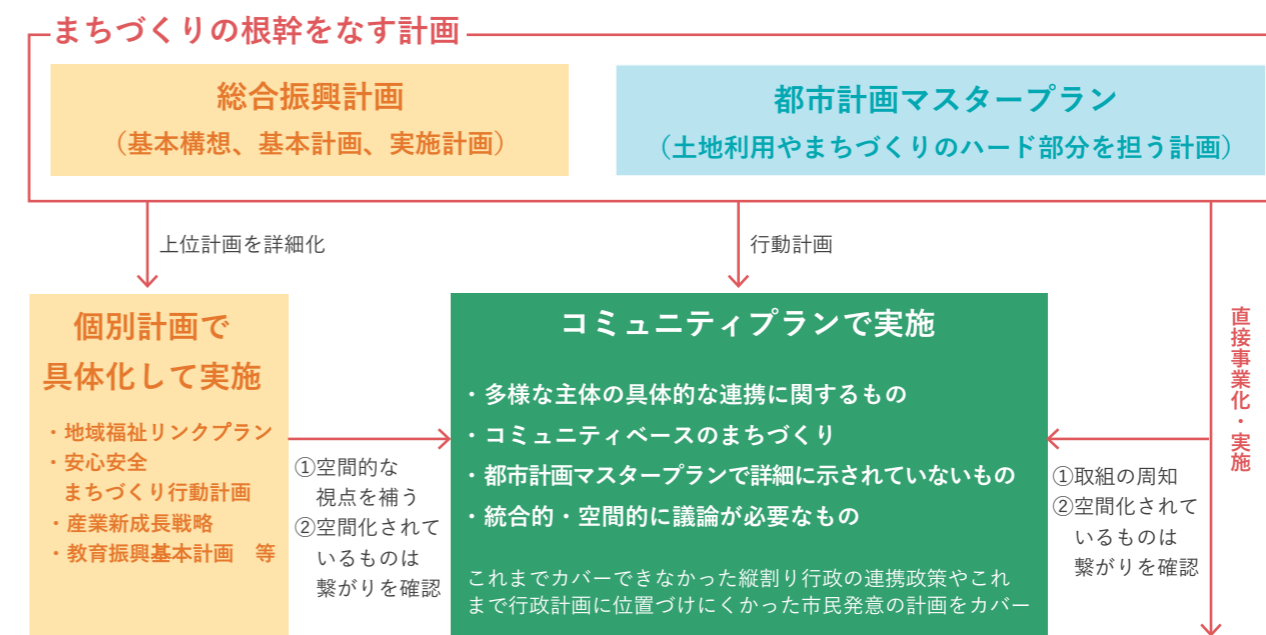 まちづくりの根幹をなす計画
総合振興計画
（基本構想、基本計画、実施計画）
都市計画マスタープラン
（土地利用やまちづくりのハード部分を担う計画）
上位計画を詳細化
行動計画
個別計画で
具体化して実施
・地域福祉リンクプラン
・安心安全
まちづくり行動計画
・産業新成長戦略
・教育振興基本計画　等
①空間的な
視点を補う
②空間化されて
いるものは
繋がりを確認
コミュニティプランで実施
・多様な主体の具体的な連携に関するもの
・コミュニティベースのまちづくり
・都市計画マスタープランで詳細に示されていないもの
・統合的・空間的に議論が必要なもの
これまでカバーできなかった縦割り行政の連携政策やこれ
まで行政計画に位置づけにくかった市民発意の計画をカバー
①取組の周知
②空間化されて
いるものは
繋がりを確認
直接事業化・実施